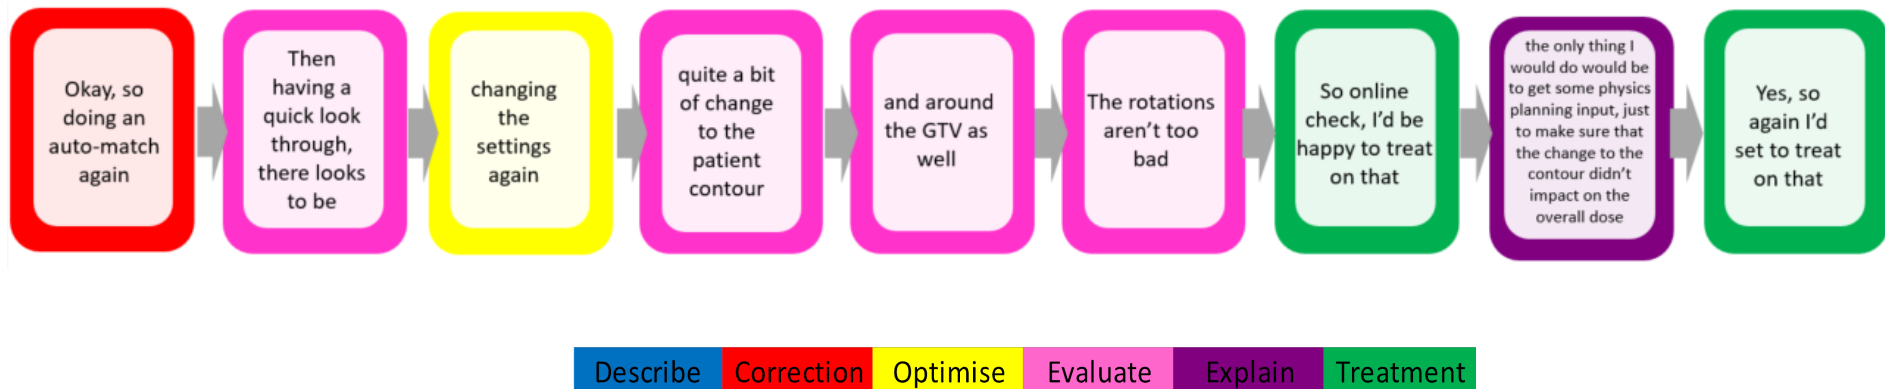 Okay, so
doing an
auto-match
again
Then
having a
quick look
through,
there looks
to be
changing
the
settings
again
quite a bit
of change
to the
patient
contour
and around
the GTV as
well
The rotations
aren't too
bad
So online
check, I'd be
happy to treat
on that
the only thing I
would do would be
to get some physics
planning input, just
to make sure that
the change to the
contour didn't
impact on the
overall dose
Yes, so
again I'd
set to treat
on that
Describe Correction Optimise Evaluate Explain Treatment